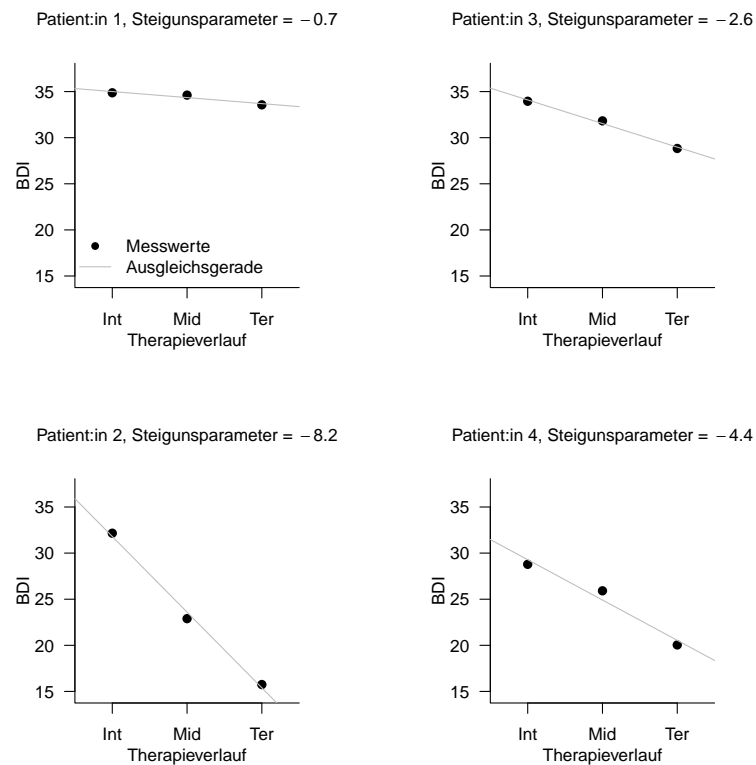 Patient:in 1, Steigunsparameter = −0.7
35
30
25
20
15
BDI
Messwerte
Ausgleichsgerade
Int Mid Ter
Therapieverlauf
Patient:in 3, Steigunsparameter = −2.6
35
30
25
20
15
BDI
Int Mid Ter
Therapieverlauf
Patient:in 2, Steigunsparameter = −8.2
35
30
25
20
15
BDI
Int Mid Ter
Therapieverlauf
Patient:in 4, Steigunsparameter = −4.4
35
30
25
20
15
BDI
Int Mid Ter
Therapieverlauf